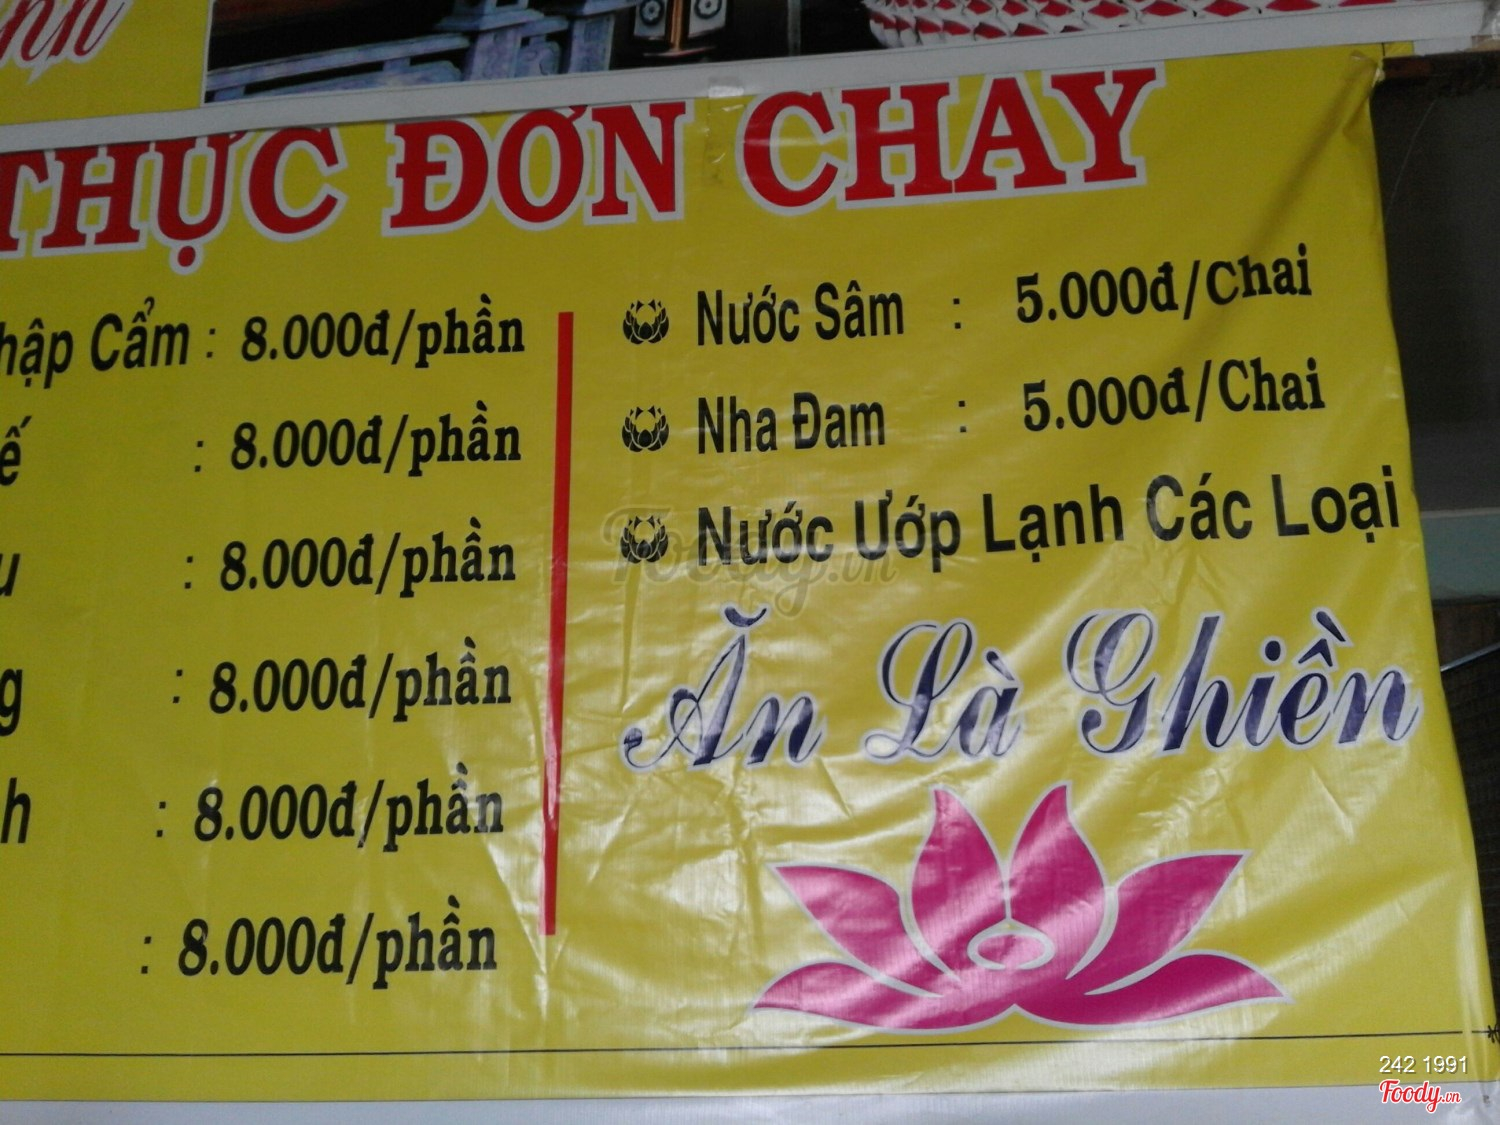 THỰC ĐƠN CHAY
Cẩm : 8.000đ/phần
: 8.000đ/phần
: 8.000đ/phần
: 8.000đ/phần
: 8.000đ/phần
: 8.000đ/phần
Nước Sâm : 5.000đ/Chai
Nha Đam : 5.000đ/Chai
Nước Ướp Lạnh Các Loại
Ăn Là Ghiền
Foody.vn
242 1991
Foody.vn